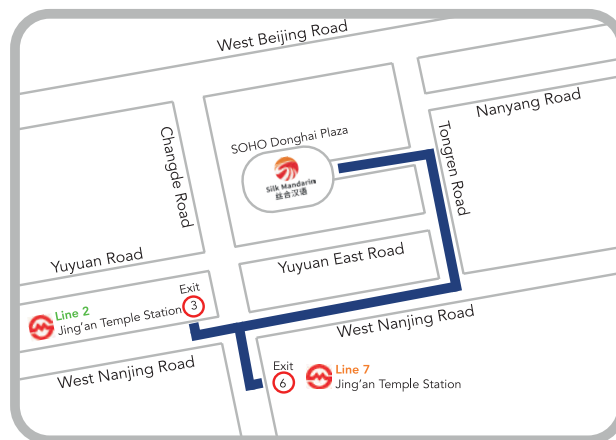 West Beijing Road
Nanyang Road
SOHO Donghai Plaza
Changde Road
Tongren Road
Silk Mandarin
丝合汉语
Yuyuan Road
Yuyuan East Road
Exit
3
Line 2
Jing'an Temple Station
West Nanjing Road
West Nanjing Road
Exit
6
Line 7
Jing'an Temple Station